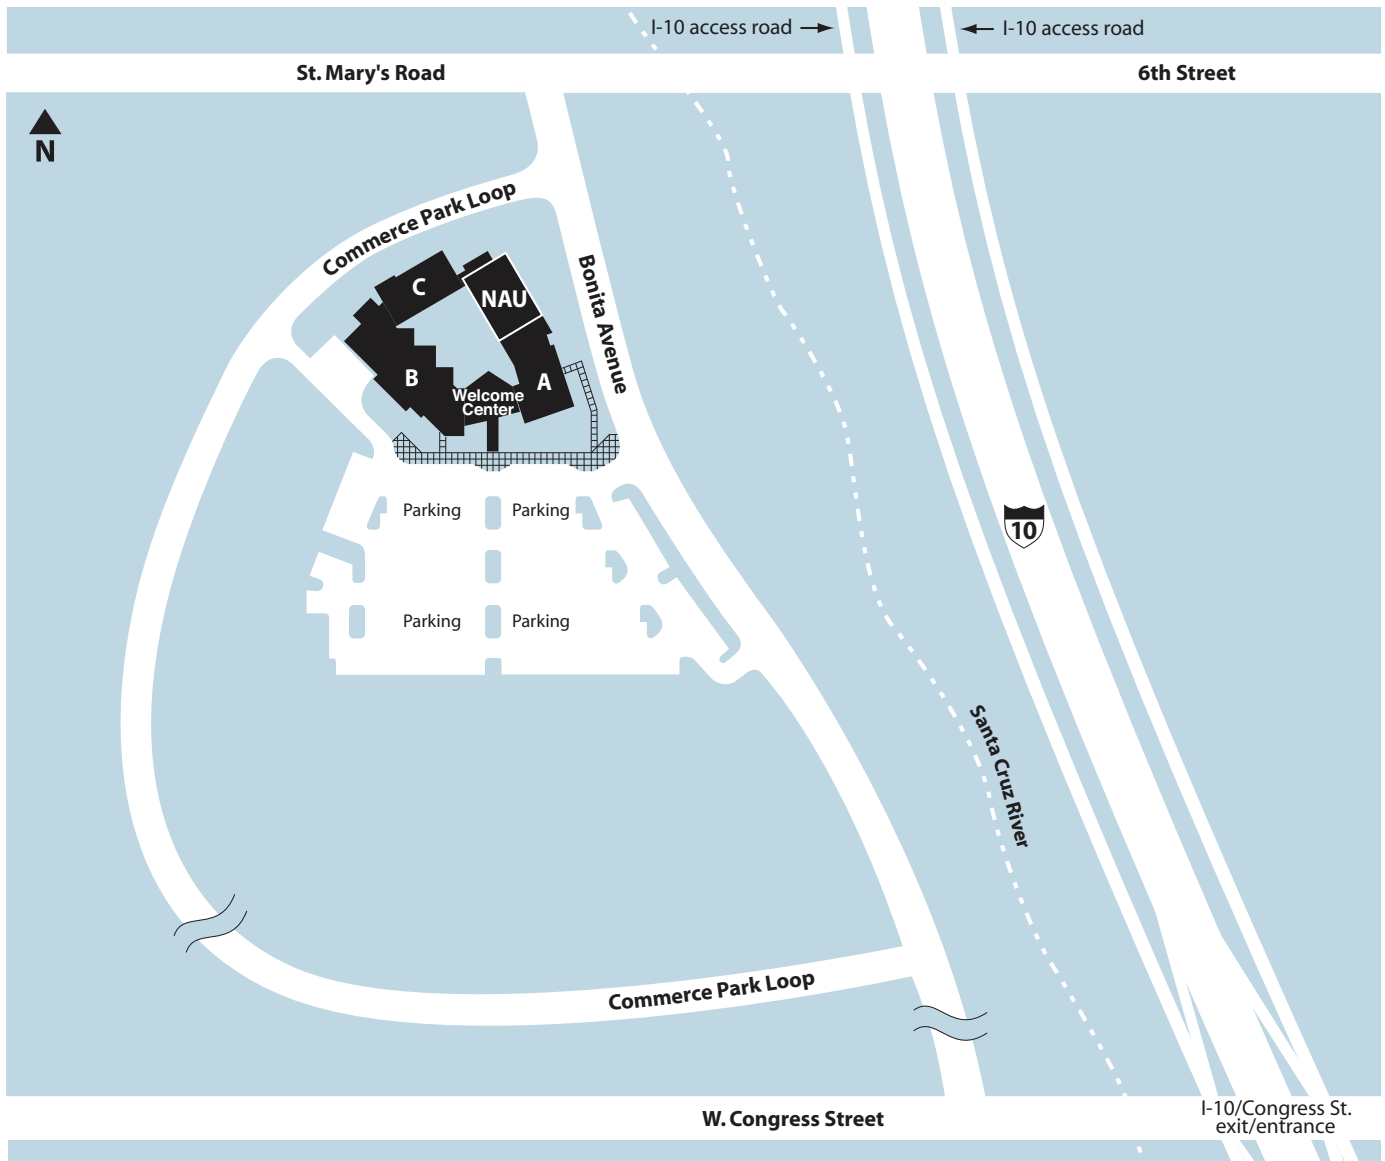 I-10 access road
I-10 access road
St. Mary's Road
6th Street
N
Commerce Park Loop
Bonita Avenue
C
NAU
B
A
Welcome
Center
Parking
Parking
10
Parking
Parking
Santa Cruz River
Commerce Park Loop
W. Congress Street
I-10/Congress St.
exit/entrance